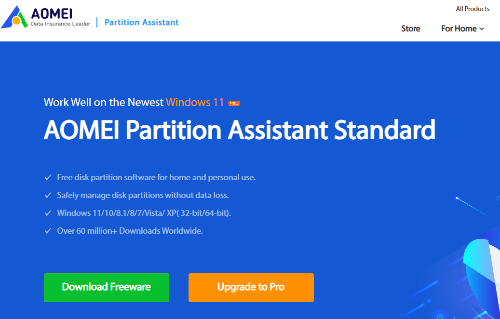 All Products
AOMEI
Data Insurance Leader
Partition Assistant
Store
For Home
Work Well on the Newest Windows 11
AOMEI Partition Assistant Standard
Free disk partition software for home and personal use.
Safely manage disk partitions without data loss.
Windows 11/10/8.1/8/7/Vista/ XP( 32-bit/64-bit).
Over 60 million+ Downloads Worldwide.
Download Freeware
Upgrade to Pro